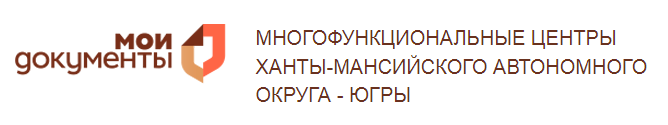 мои
документы
МНОГОФУНКЦИОНАЛЬНЫЕ ЦЕНТРЫ
ХАНТЫ-МАНСИЙСКОГО АВТОНОМНОГО
ОКРУГА - ЮГРЫ